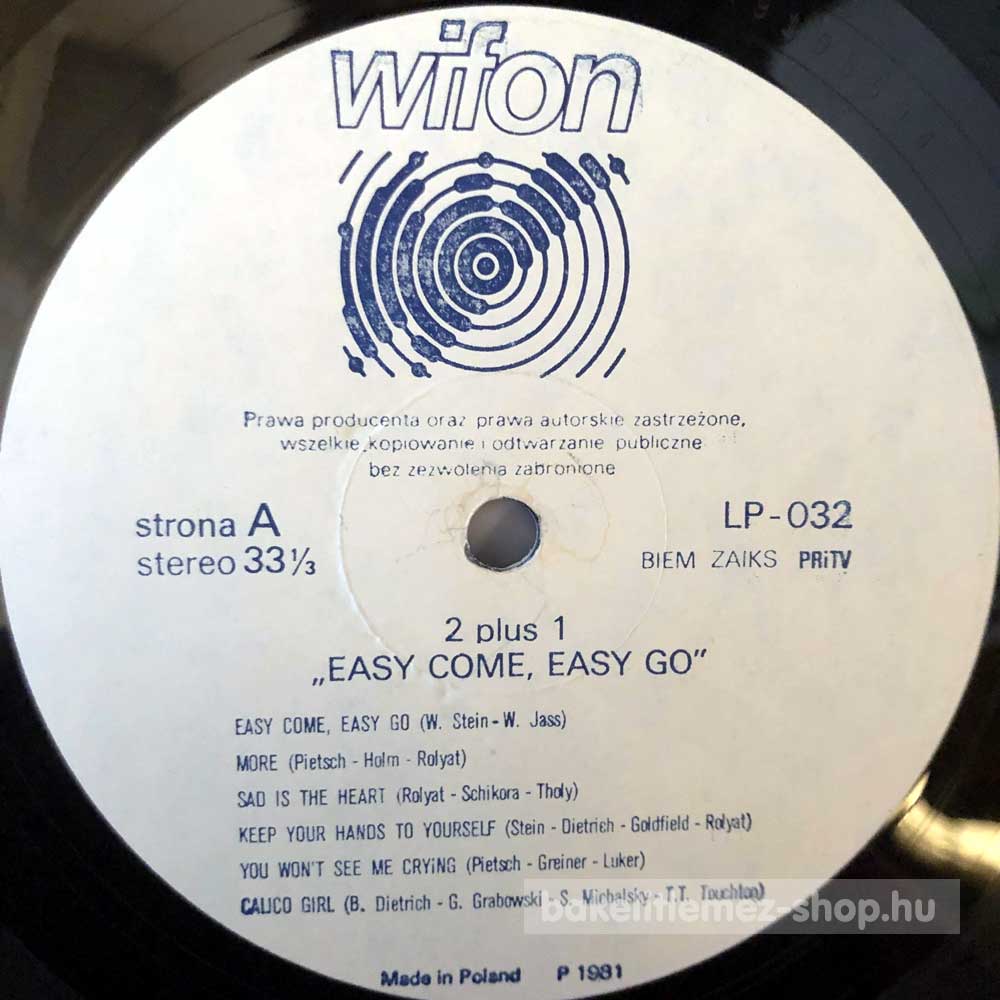 wifon
Prawa producenta oraz prawa autorskie zastrzeżone,
wszelkie kopiowanie i odtwarzanie publiczne
bez zezwolenia zabronione
strona A
stereo 33 1/3
LP-032
BIEM ZAIKS PRiTV
2 plus 1
„EASY COME, EASY GO”
EASY COME, EASY GO (W. Stein - W. Jass)
MORE (Pietsch - Holm - Rolyat)
SAD IS THE HEART (Rolyat - Schikora - Tholy)
KEEP YOUR HANDS TO YOURSELF (Stein - Dietrich - Goldfield - Rolyat)
YOU WON'T SEE ME CRYING (Pietsch - Greiner - Luker)
CALICO GIRL (B. Dietrich - G. Grabowski - S. Michalsky - T.T. Touchton)
bakelitlemez-shop.hu
Made in Poland P 1981